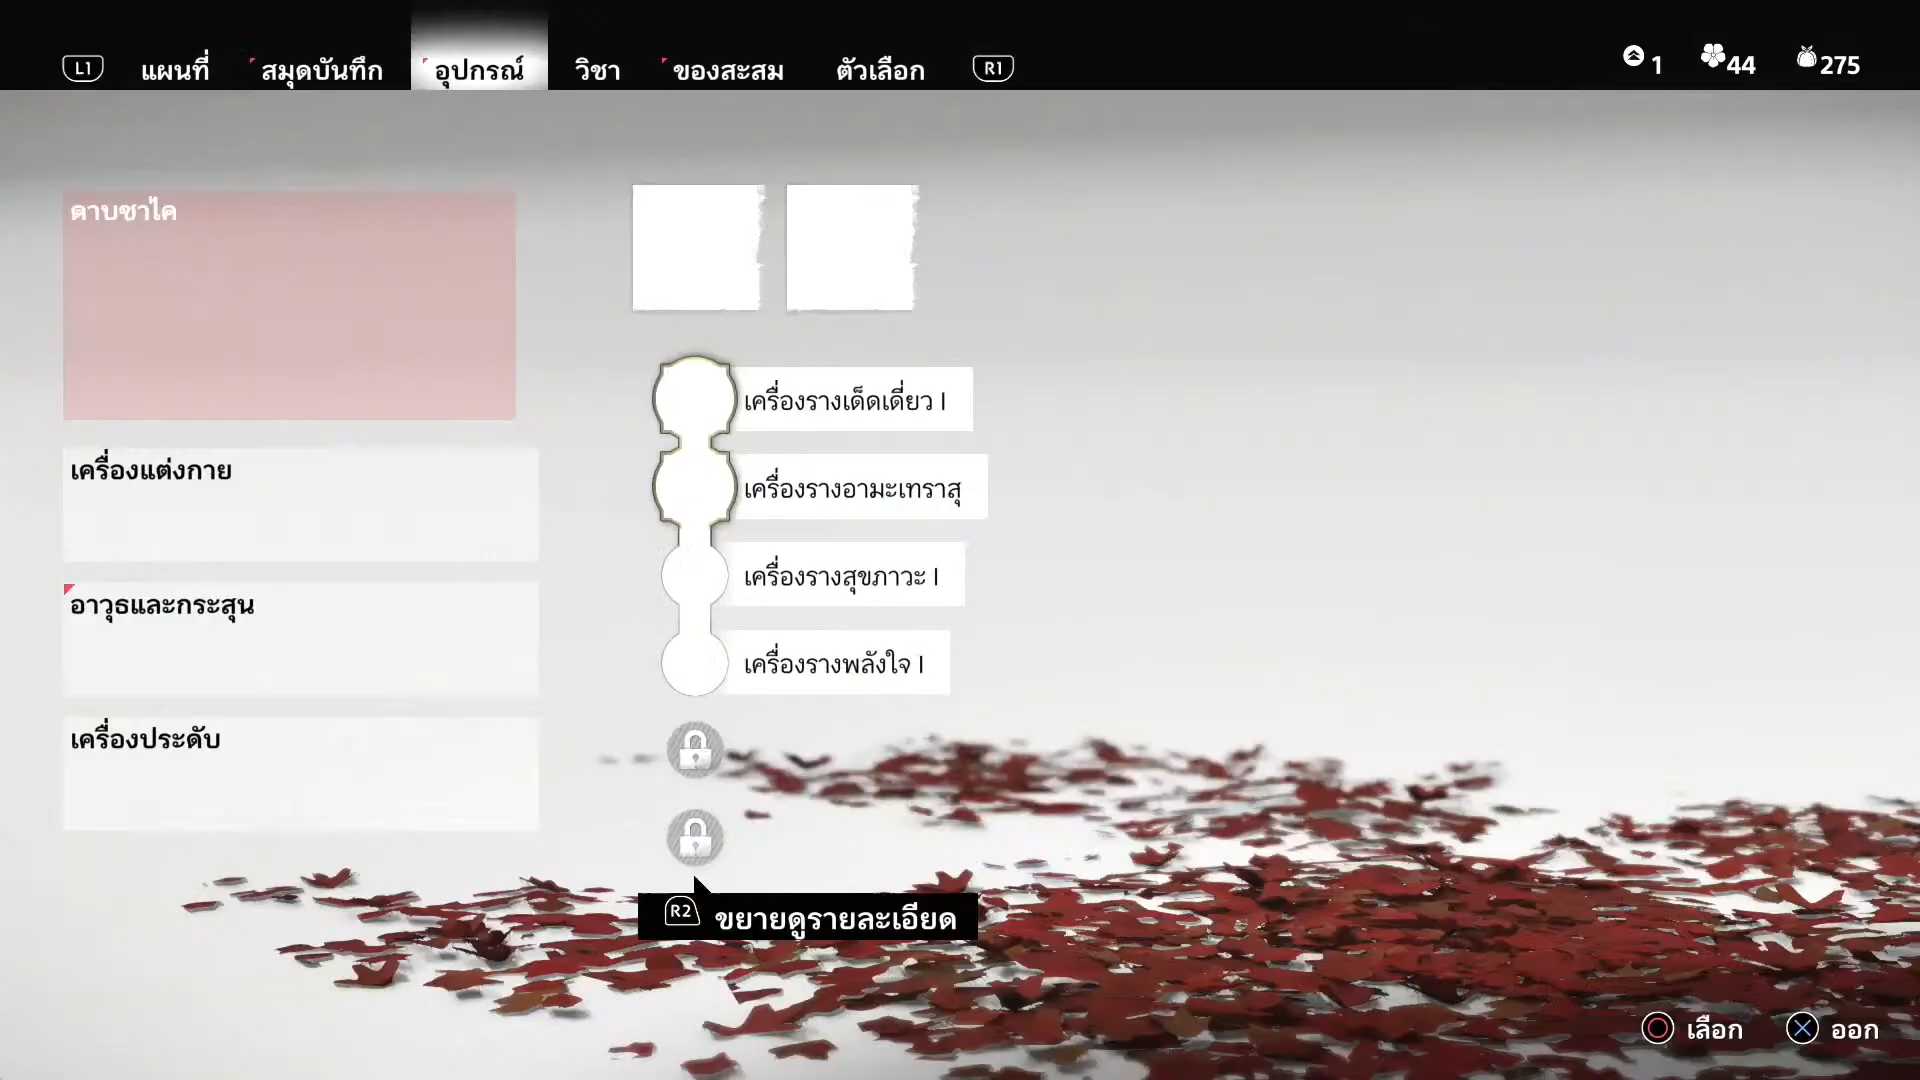 L1 แผนที่ สมุดบันทึก อุปกรณ์ วิชา ของสะสม ตัวเลือก R1 1 44 275
ดาบซาไค
เครื่องแต่งกาย
อาวุธและกระสุน
เครื่องประดับ
เครื่องรางเด็ดเดี่ยว I
เครื่องรางอามะเทราสุ
เครื่องรางสุขภาวะ I
เครื่องรางพลังใจ I
R2 ขยายดูรายละเอียด
เลือก ออก